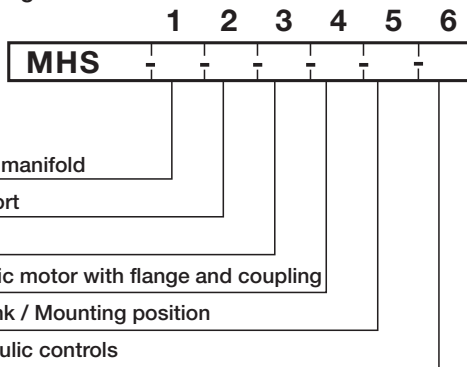 1 2 3 4 5 6
MHS - - - - - -
manifold
ort
ic motor with flange and coupling
nk / Mounting position
ulic controls